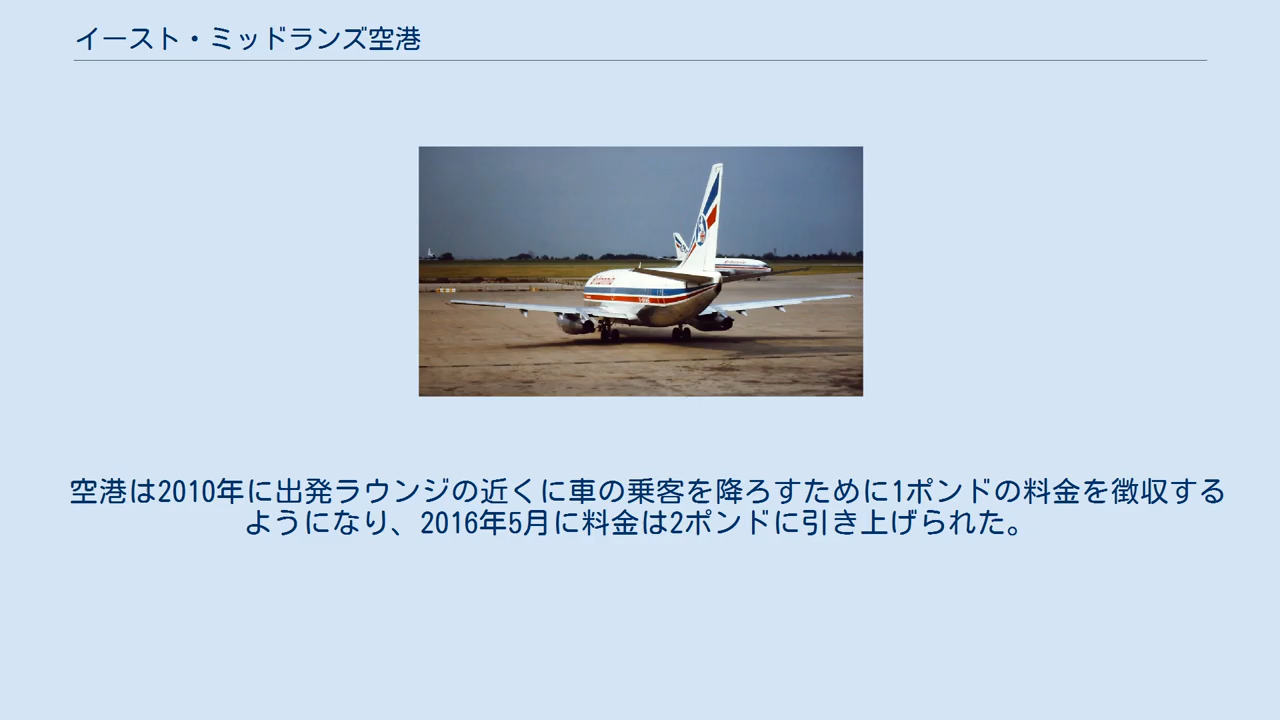 イースト・ミッドランズ空港
空港は2010年に出発ラウンジの近くに車の乗客を降ろすために1ポンドの料金を徴収する
ようになり、2016年5月に料金は2ポンドに引き上げられた。